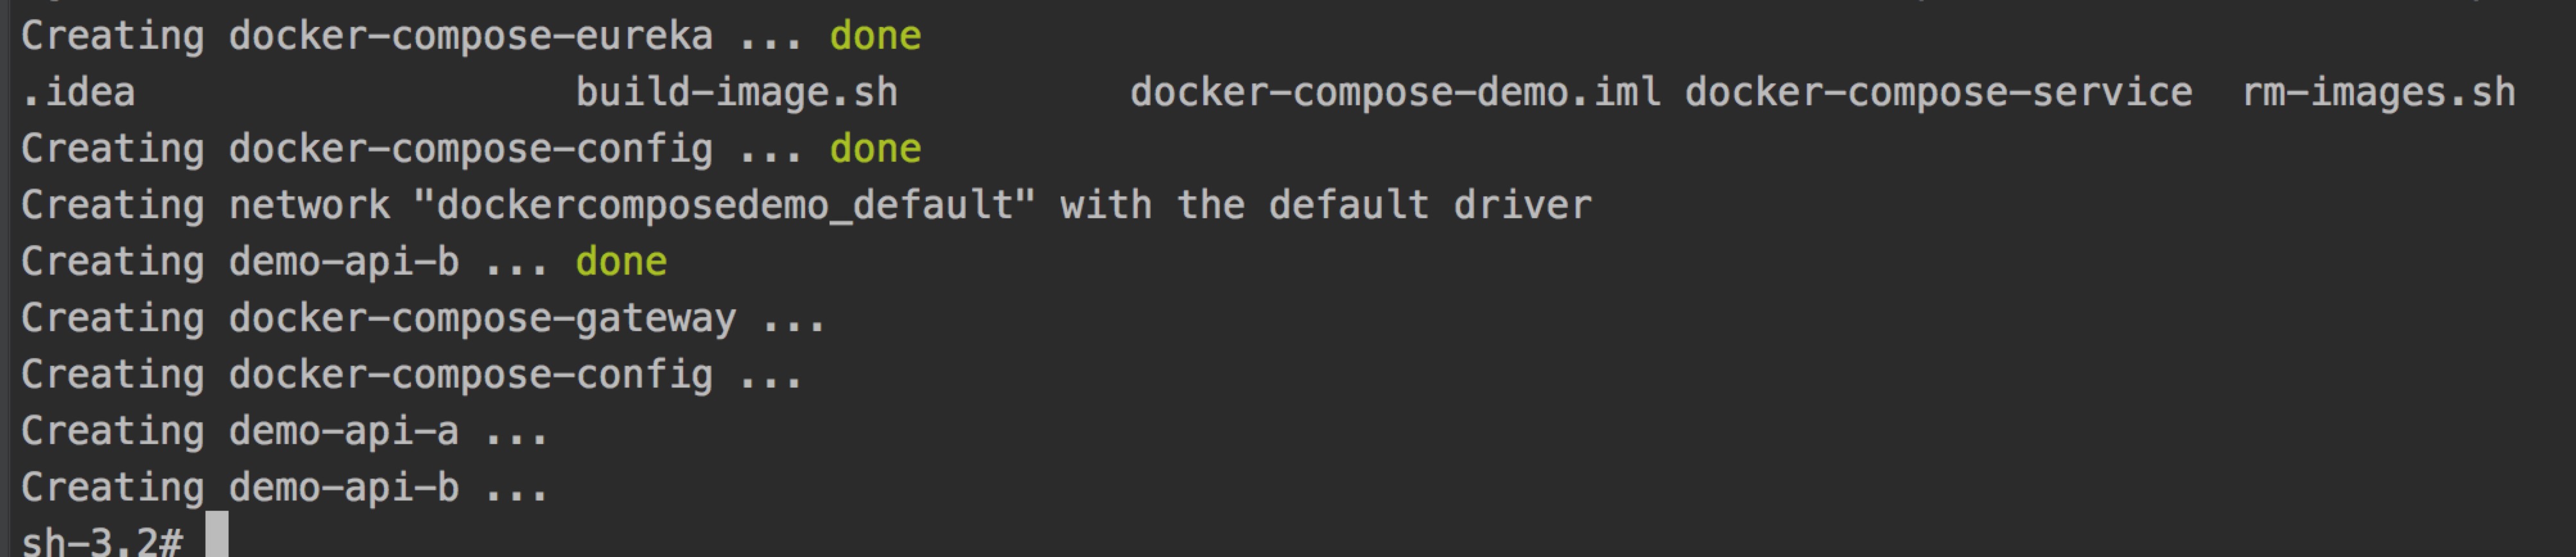 Creating docker-compose-eureka ... done
.idea build-image.sh docker-compose-demo.iml docker-compose-service rm-images.sh
Creating docker-compose-config ... done
Creating network "dockercomposedemo_default" with the default driver
Creating demo-api-b ... done
Creating docker-compose-gateway ...
Creating docker-compose-config ...
Creating demo-api-a ...
Creating demo-api-b ...
sh-3.2#